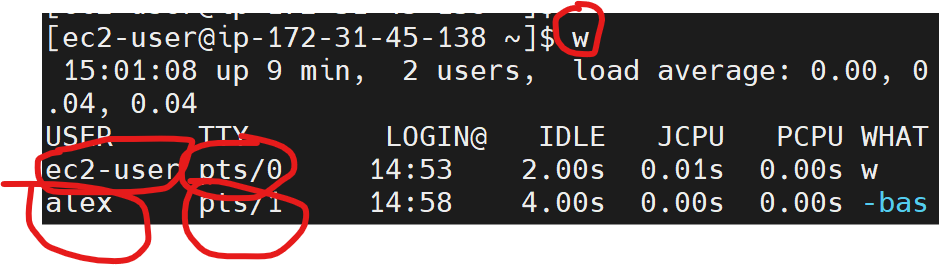 [ec2-user@ip-172-31-45-138 ~]$ w
15:01:08 up 9 min,  2 users,  load average: 0.00, 0
.04, 0.04
USER     TTY        LOGIN@   IDLE   JCPU   PCPU WHAT
ec2-user pts/0     14:53    2.00s  0.01s  0.00s w
alex     pts/1     14:58    4.00s  0.00s  0.00s -bas